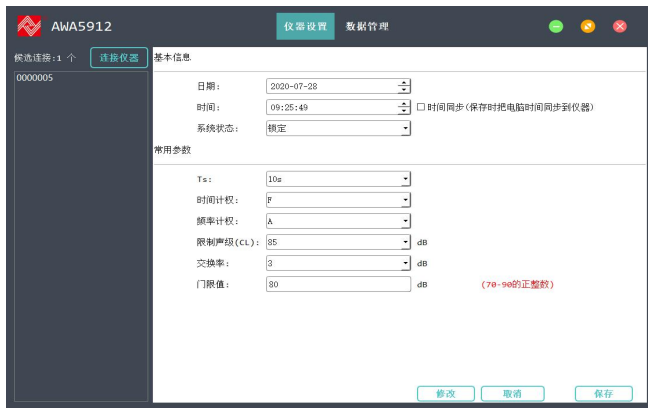 AWA5912 仪器设置 数据管理
候选连接:1 个 连接仪器
0000005
基本信息
日期: 2020-07-28
时间: 09:25:49 时间同步(保存时把电脑时间同步到仪器)
系统状态: 锁定
常用参数
Ts: 10s
时间计权: F
频率计权: A
限制声级(CL): 85 dB
交换率: 3 dB
门限值: 80 dB (70-90的正整数)
修改 取消 保存